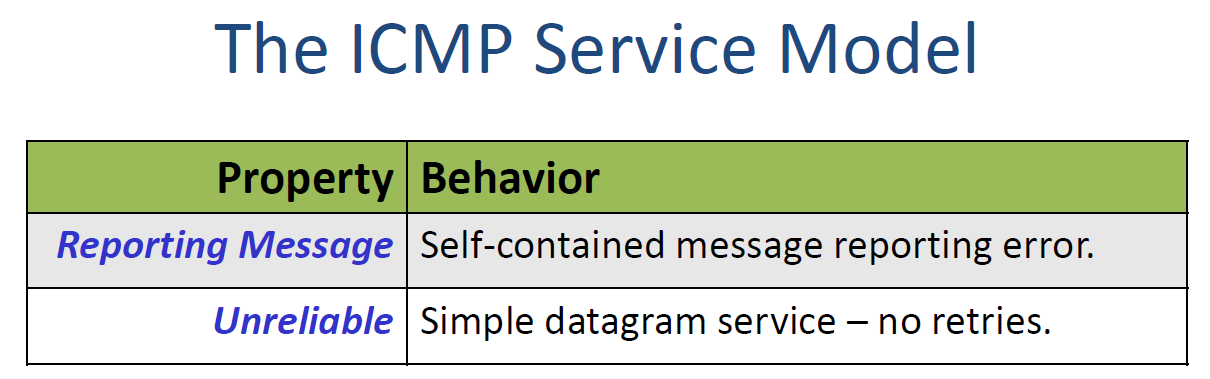 The ICMP Service Model
Property Behavior
Reporting Message Self-contained message reporting error.
Unreliable Simple datagram service – no retries.